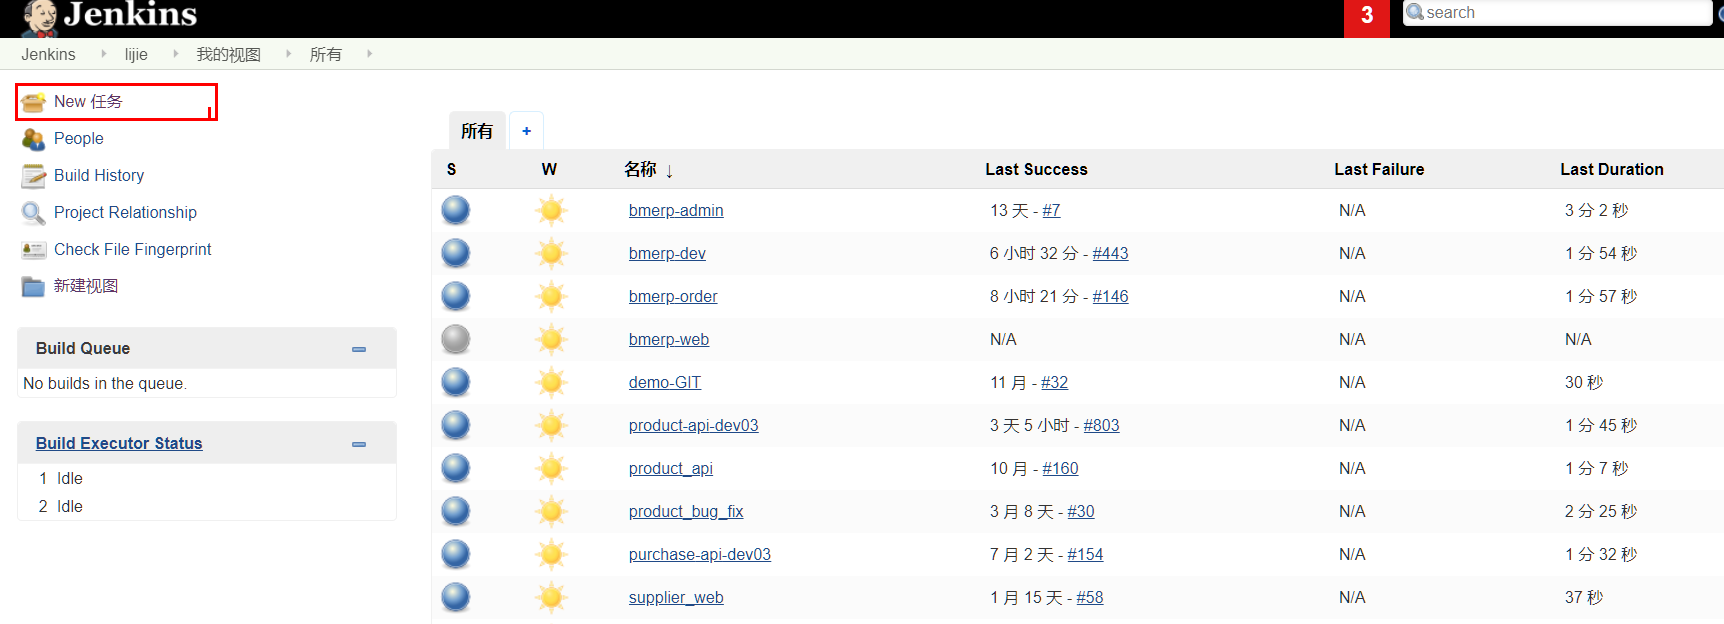 Jenkins
3
search
Jenkins lijie 我的视图 所有
New 任务
People
Build History
Project Relationship
Check File Fingerprint
新建视图
Build Queue
No builds in the queue.
Build Executor Status
1 Idle
2 Idle
所有 +
S W 名称 ↓ Last Success Last Failure Last Duration
bmerp-admin 13 天 - #7 N/A 3 分 2 秒
bmerp-dev 6 小时 32 分 - #443 N/A 1 分 54 秒
bmerp-order 8 小时 21 分 - #146 N/A 1 分 57 秒
bmerp-web N/A N/A N/A
demo-GIT 11 月 - #32 N/A 30 秒
product-api-dev03 3 天 5 小时 - #803 N/A 1 分 45 秒
product_api 10 月 - #160 N/A 1 分 7 秒
product_bug_fix 3 月 8 天 - #30 N/A 2 分 25 秒
purchase-api-dev03 7 月 2 天 - #154 N/A 1 分 32 秒
supplier_web 1 月 15 天 - #58 N/A 37 秒